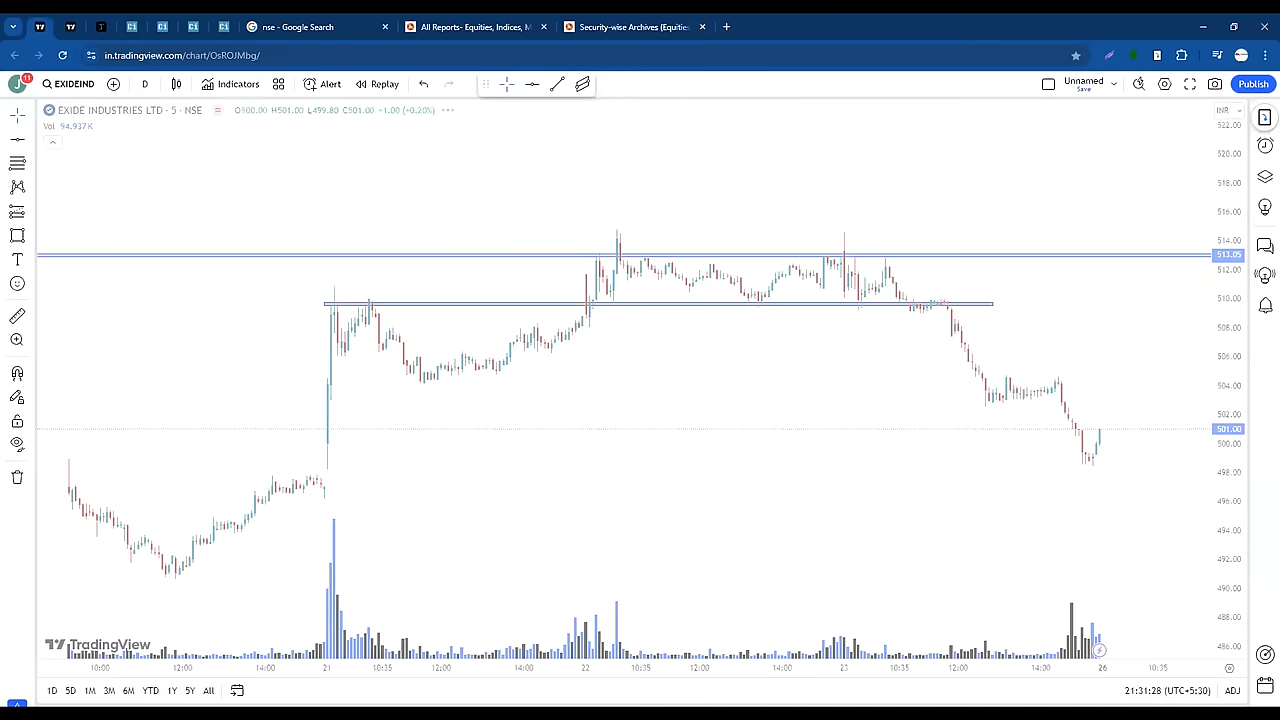 nse - Google Search
All Reports- Equities, Indices, M
Security-wise Archives (Equities
in.tradingview.com/chart/OsROJMbg/
J
11
EXIDEIND
D
Indicators
Alert
Replay
Unnamed
Save
Publish
EXIDE INDUSTRIES LTD · 5 · NSE
O500.00 H501.00 L499.80 C501.00 +1.00 (+0.20%)
INR
Vol 94.937 K
522.00
520.00
518.00
516.00
514.00
513.05
512.00
510.00
508.00
506.00
504.00
502.00
501.00
500.00
498.00
496.00
494.00
492.00
490.00
488.00
486.00
TradingView
10:00 12:00 14:00 21 10:35 12:00 14:00 22 10:35 12:00 14:00 23 10:35 12:00 14:00 26 10:35
1D 5D 1M 3M 6M YTD 1Y 5Y All
21:31:28 (UTC+5:30)
ADJ